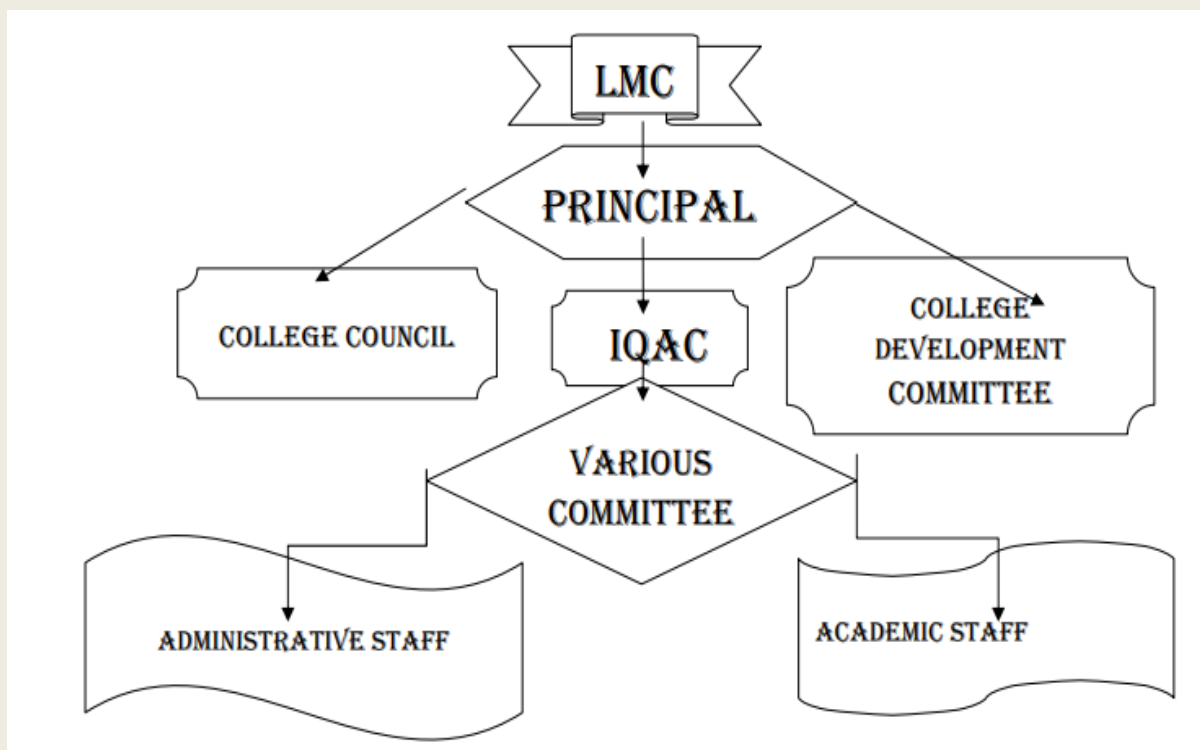 LMC
PRINCIPAL
COLLEGE COUNCIL
IQAC
COLLEGE
DEVELOPMENT
COMMITTEE
VARIOUS
COMMITTEE
ADMINISTRATIVE STAFF
ACADEMIC STAFF